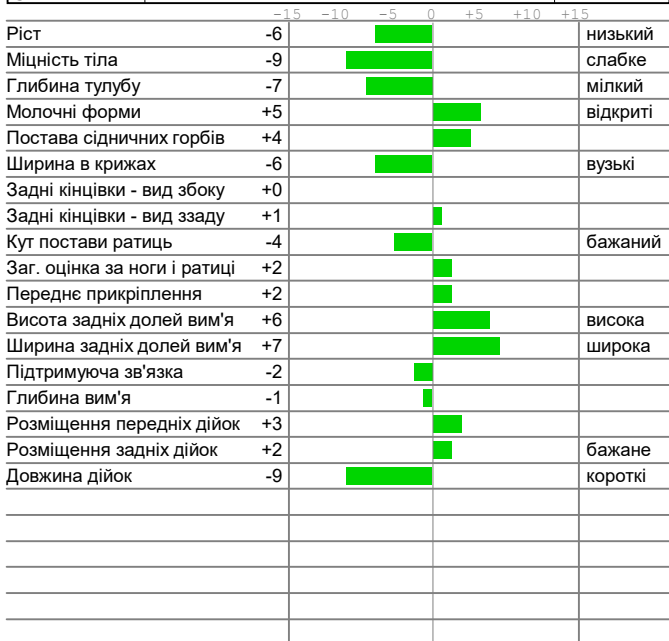 -15 -10 -5 0 +5 +10 +15
Ріст -6 низький
Міцність тіла -9 слабке
Глибина тулубу -7 мілкий
Молочні форми +5 відкриті
Постава сідничних горбів +4
Ширина в крижах -6 вузькі
Задні кінцівки - вид збоку +0
Задні кінцівки - вид ззаду +1
Кут постави ратиць -4 бажаний
Заг. оцінка за ноги і ратиці +2
Переднє прикріплення +2
Висота задніх долей вим'я +6 висока
Ширина задніх долей вим'я +7 широка
Підтримуюча зв'язка -2
Глибина вим'я -1
Розміщення передніх дійок +3
Розміщення задніх дійок +2 бажане
Довжина дійок -9 короткі